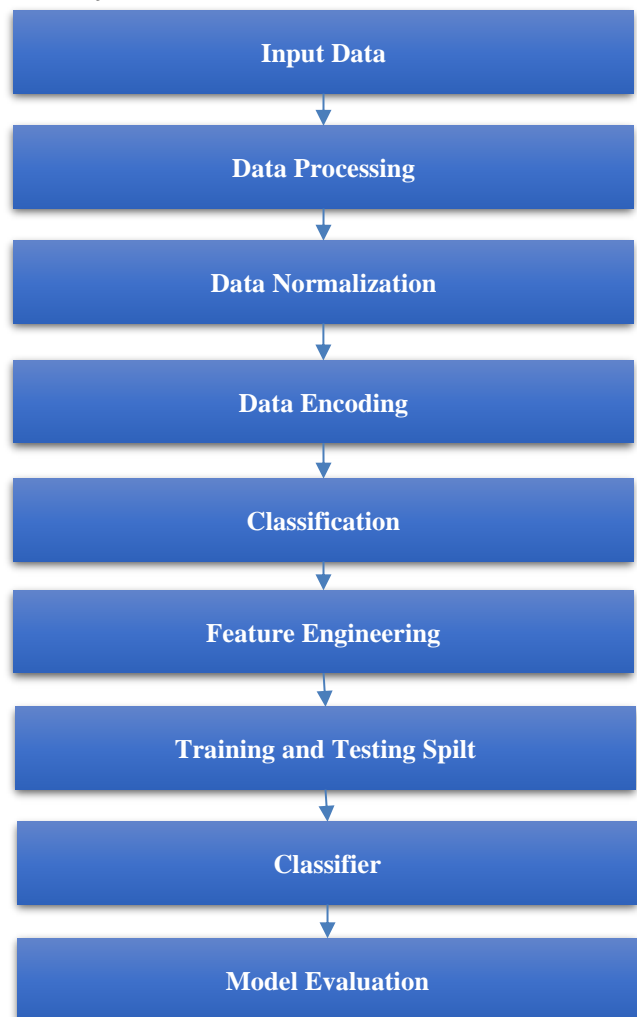 Input Data
Data Processing
Data Normalization
Data Encoding
Classification
Feature Engineering
Training and Testing Spilt
Classifier
Model Evaluation